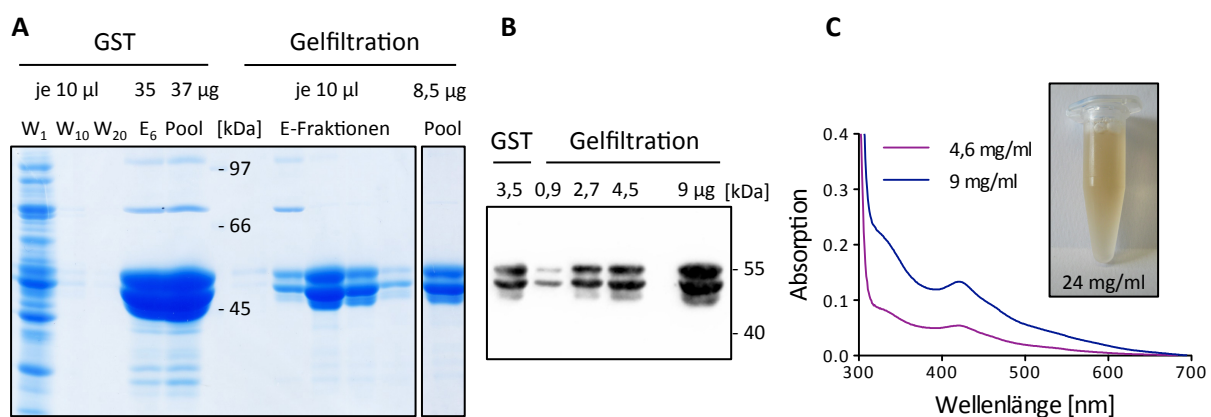 A
GST
Gelfiltration
je 10 µl
35
37 µg
je 10 µl
8,5 µg
W1
W10
W20
E6
Pool
[kDa]
E-Fraktionen
Pool
- 97
- 66
- 45
B
GST
Gelfiltration
3,5
0,9
2,7
4,5
9 µg
[kDa]
- 55
- 40
C
Absorption
0.4
0.3
0.2
0.1
0.0
4,6 mg/ml
9 mg/ml
24 mg/ml
300
400
500
600
700
Wellenlänge [nm]